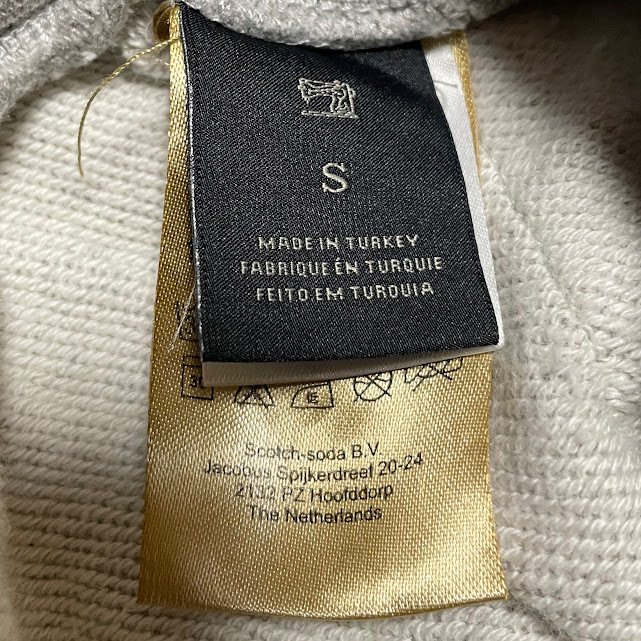 S
MADE IN TURKEY
FABRIQUE ÉN TURQUIE
FEITO EM TURQUIA
Scotch-soda B.V.
Jacobus Spijkerdreef 20-24
2132 PZ Hoofddorp
The Netherlands